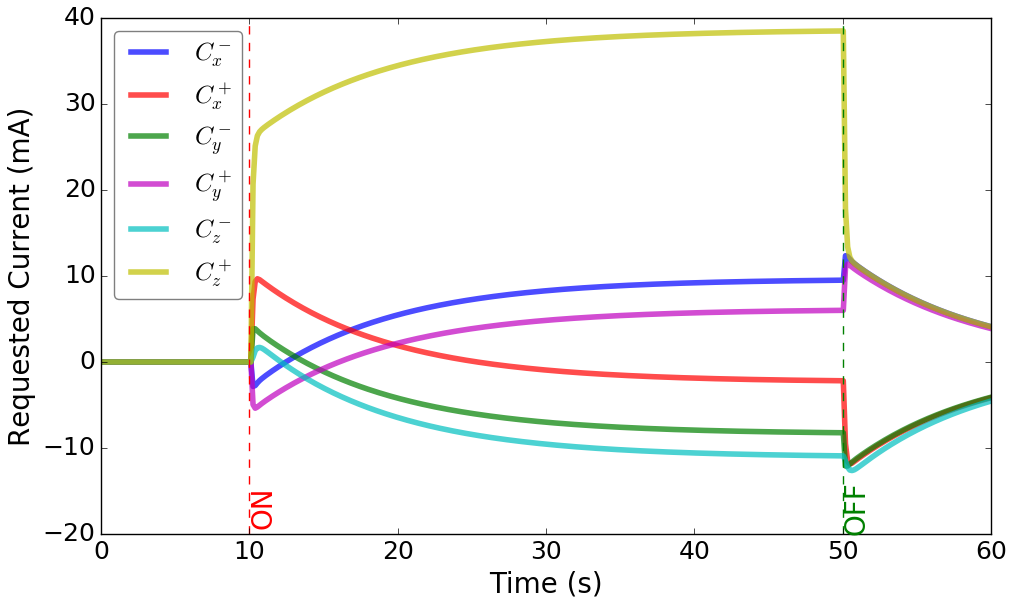 40
30
20
10
0
−10
−20
Requested Current (mA)
C_x^-
C_x^+
C_y^-
C_y^+
C_z^-
C_z^+
ON
OFF
0 10 20 30 40 50 60
Time (s)